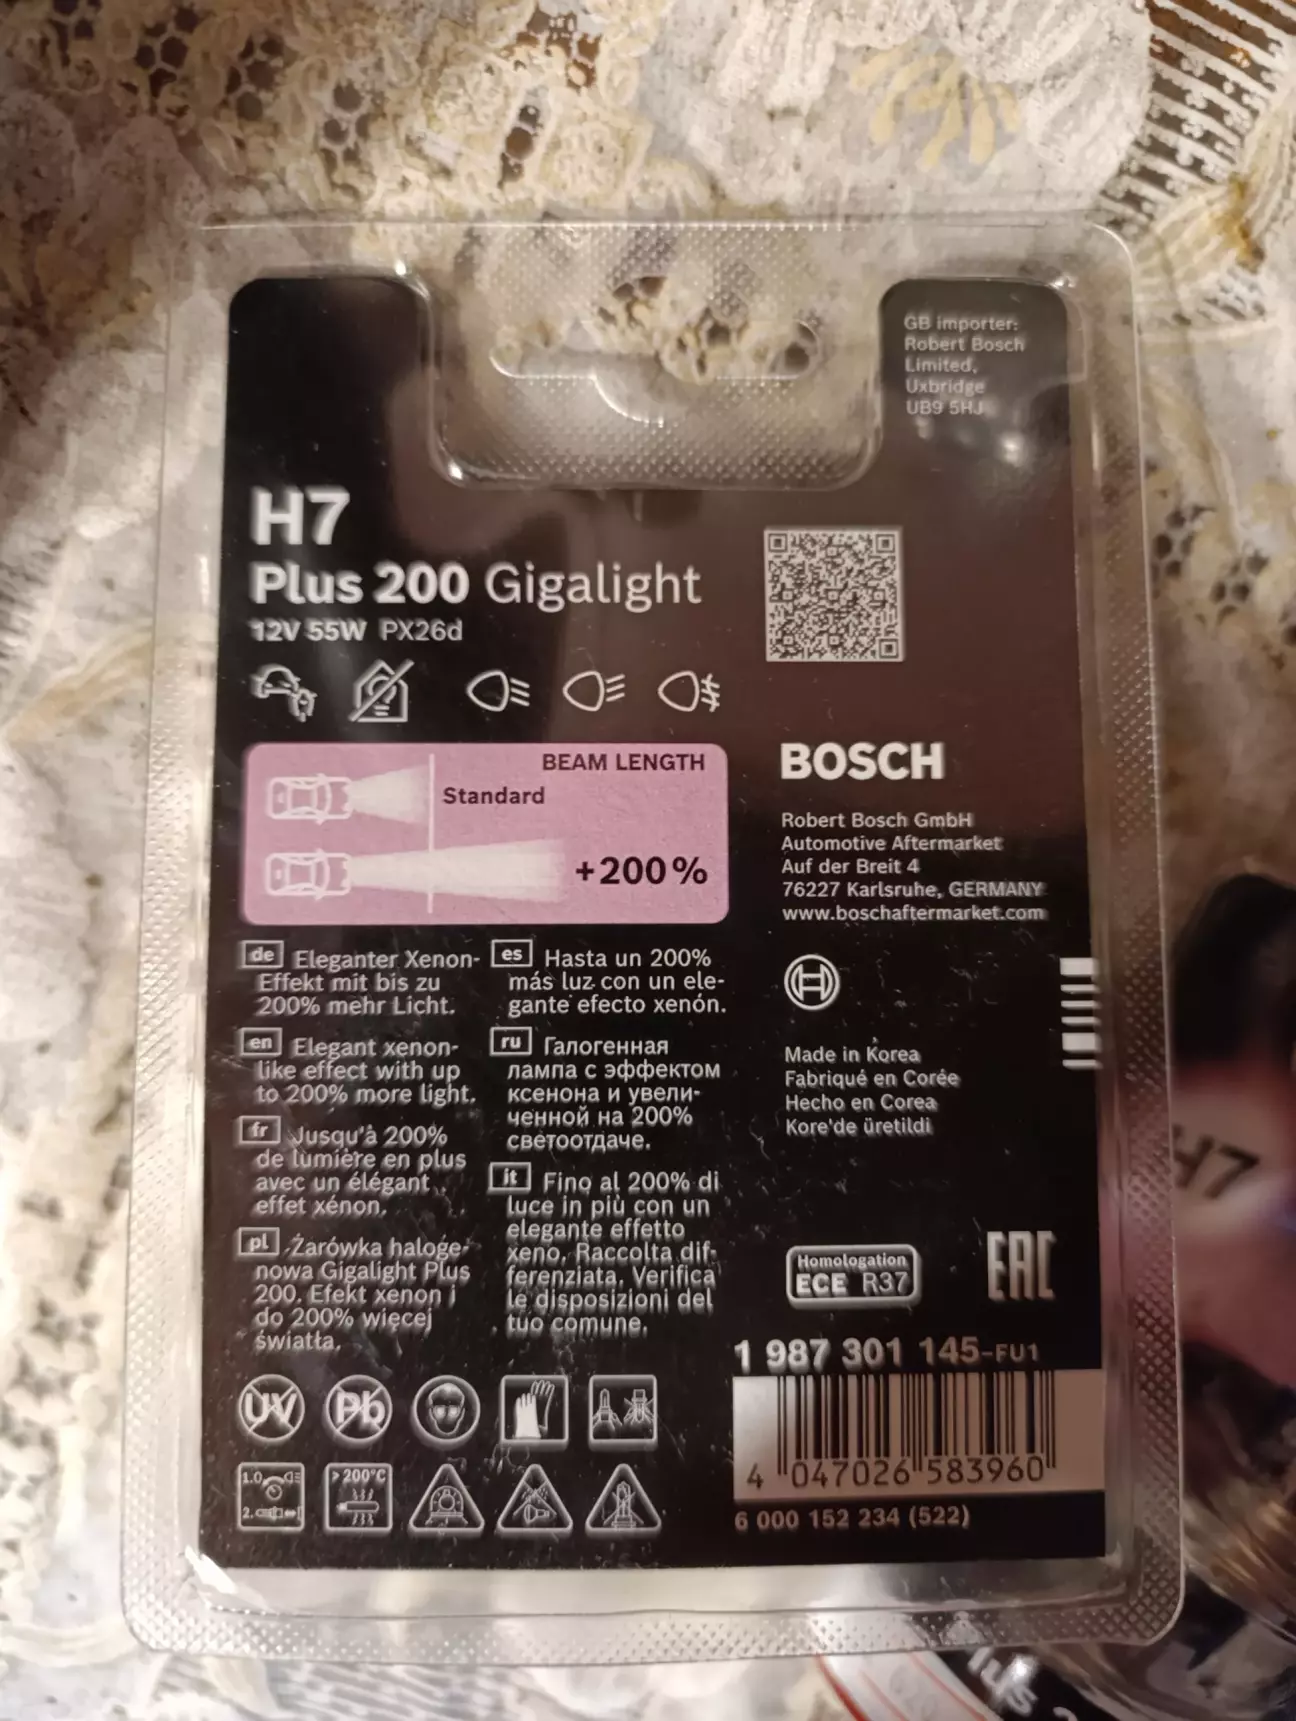 GB importer:
Robert Bosch
Limited,
Uxbridge
UB9 5HJ
H7
Plus 200 Gigalight
12V 55W PX26d
BEAM LENGTH
Standard
+200%
BOSCH
Robert Bosch GmbH
Automotive Aftermarket
Auf der Breit 4
76227 Karlsruhe, GERMANY
www.boschaftermarket.com
de Eleganter Xenon-
Effekt mit bis zu
200% mehr Licht.
en Elegant xenon-
like effect with up
to 200% more light.
fr Jusqu'à 200%
de lumière en plus
avec un élégant
effet xénon.
pl Żarówka haloge-
nowa Gigalight Plus
200. Efekt xenon i
do 200% więcej
światła.
es Hasta un 200%
más luz con un ele-
gante efecto xenón.
ru Галогенная
лампа с эффектом
ксенона и увели-
ченной на 200%
светоотдаче.
it Fino al 200% di
luce in più con un
elegante effetto
xeno. Raccolta dif-
ferenziata. Verifica
le disposizioni del
tuo comune.
Made in Korea
Fabriqué en Corée
Hecho en Corea
Kore'de üretildi
Homologation
ECE R37
EAC
1 987 301 145-FU1
4 047026 583960
6 000 152 234 (522)
UV
Pb
1.0
2.
>200°C
H7